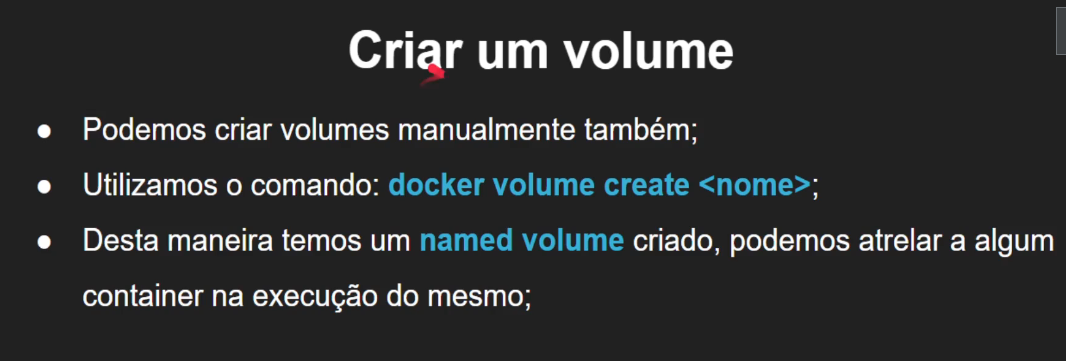 Criar um volume
● Podemos criar volumes manualmente também;
● Utilizamos o comando: docker volume create <nome>;
● Desta maneira temos um named volume criado, podemos atrelar a algum
container na execução do mesmo;